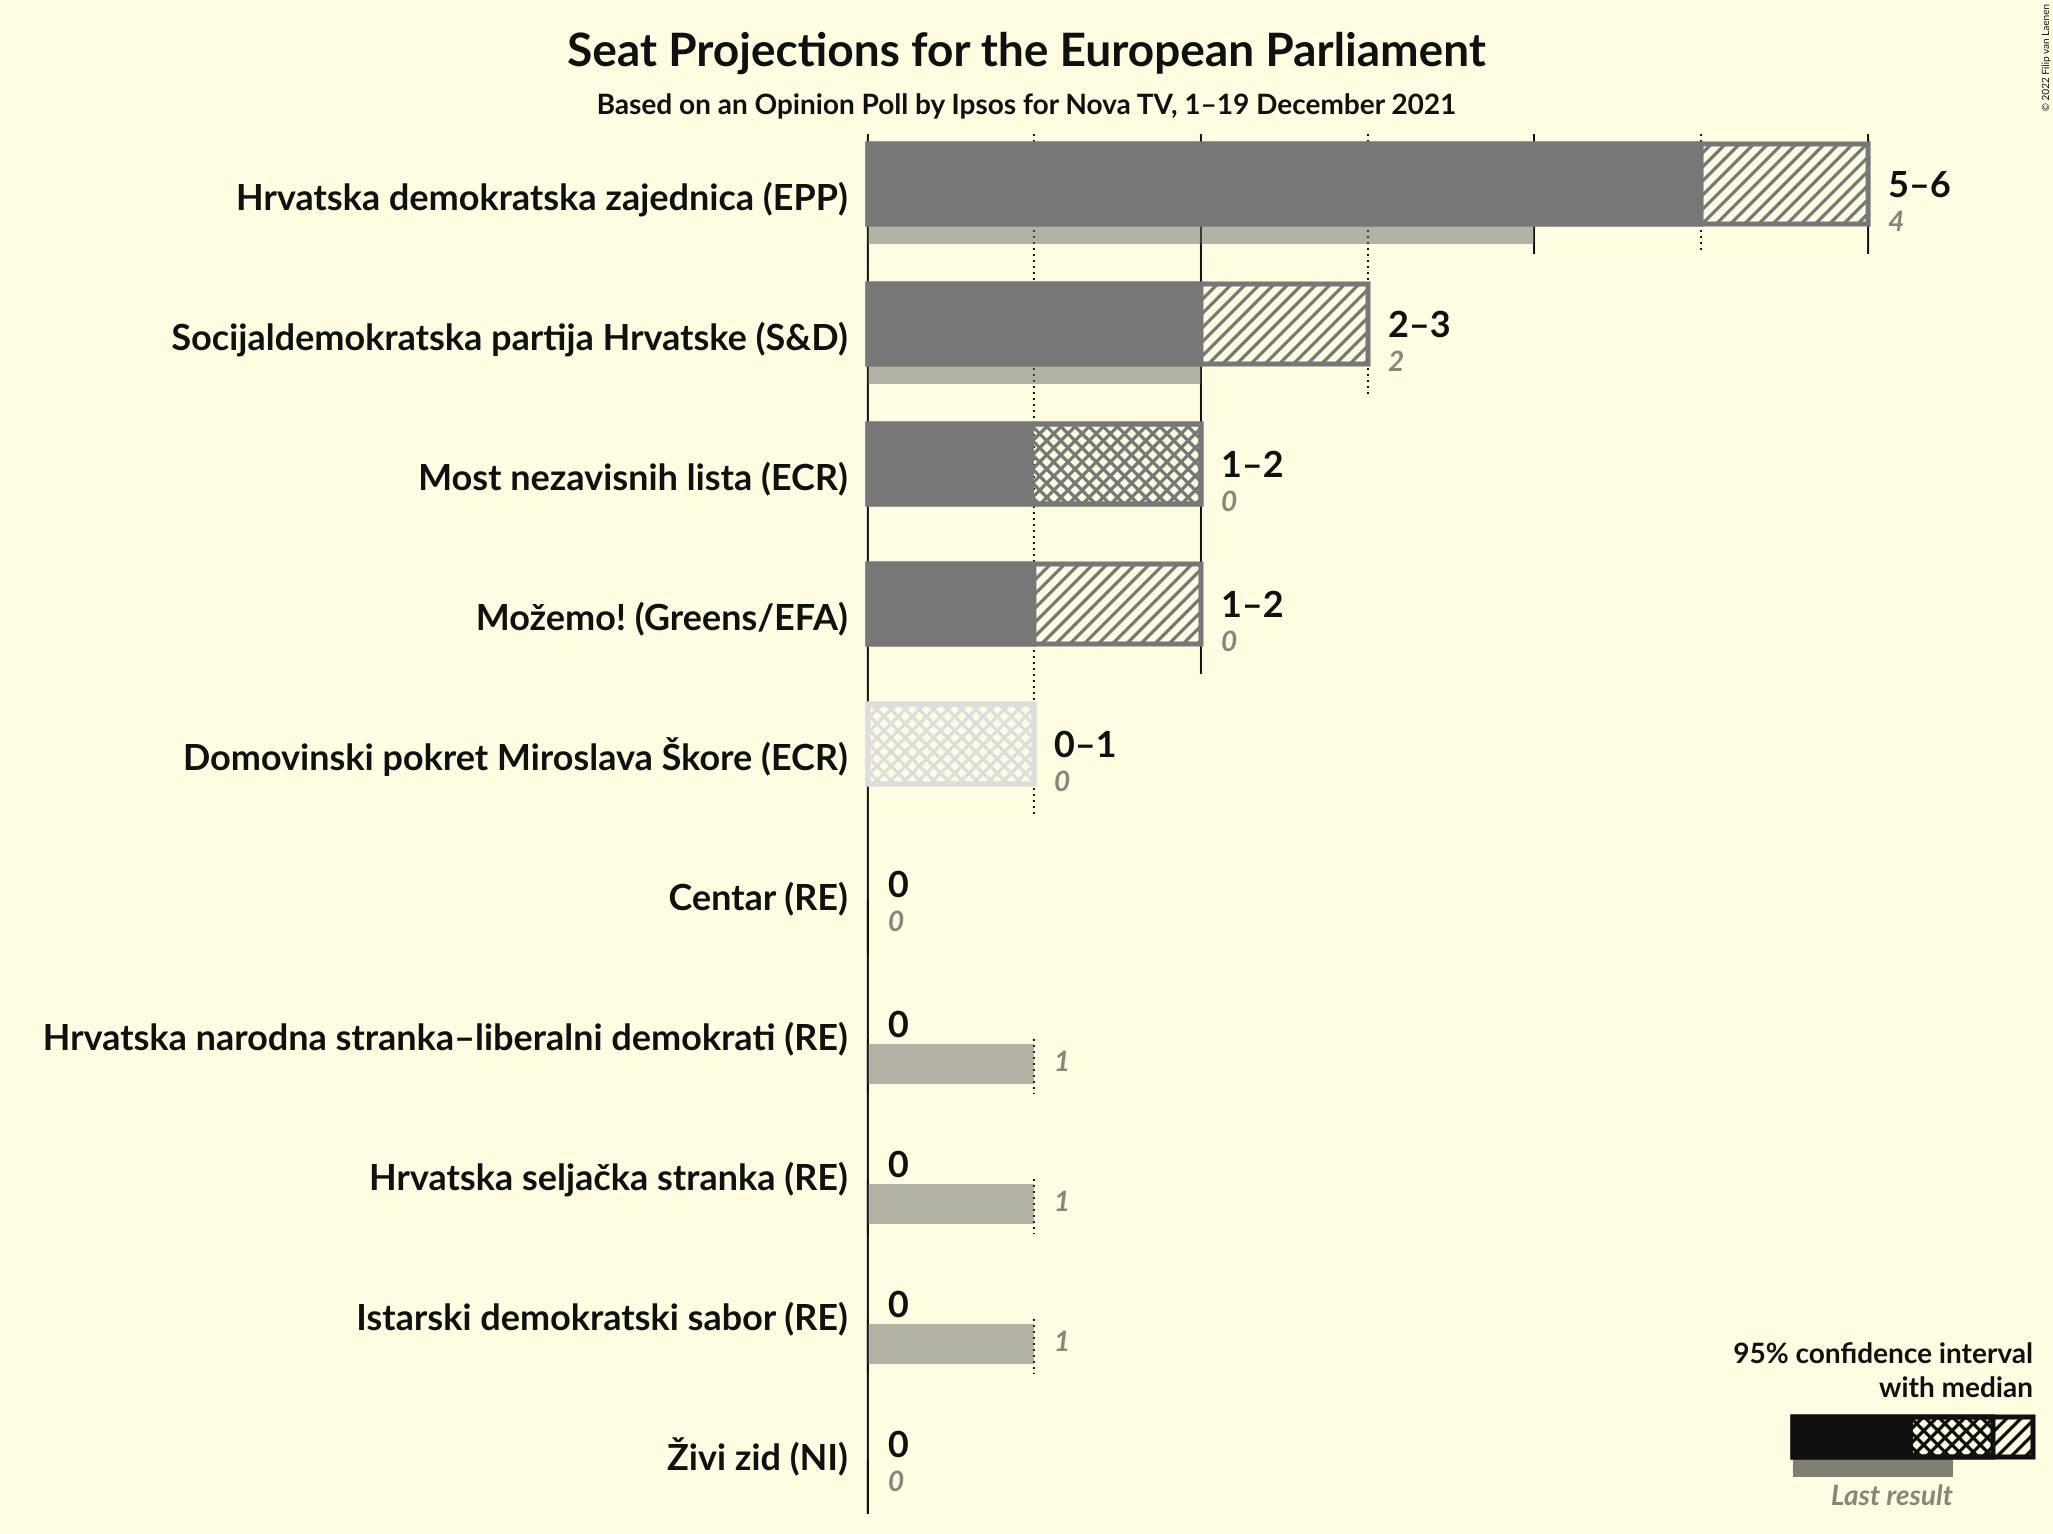 Seat Projections for the European Parliament
Based on an Opinion Poll by Ipsos for Nova TV, 1–19 December 2021
© 2022 Filip van Laenen
Hrvatska demokratska zajednica (EPP)
5–6
4
Socijaldemokratska partija Hrvatske (S&D)
2–3
2
Most nezavisnih lista (ECR)
1–2
0
Možemo! (Greens/EFA)
1–2
0
Domovinski pokret Miroslava Škore (ECR)
0–1
0
Centar (RE)
0
0
Hrvatska narodna stranka–liberalni demokrati (RE)
0
1
Hrvatska seljačka stranka (RE)
0
1
Istarski demokratski sabor (RE)
0
1
Živi zid (NI)
0
0
95% confidence interval
with median
Last result